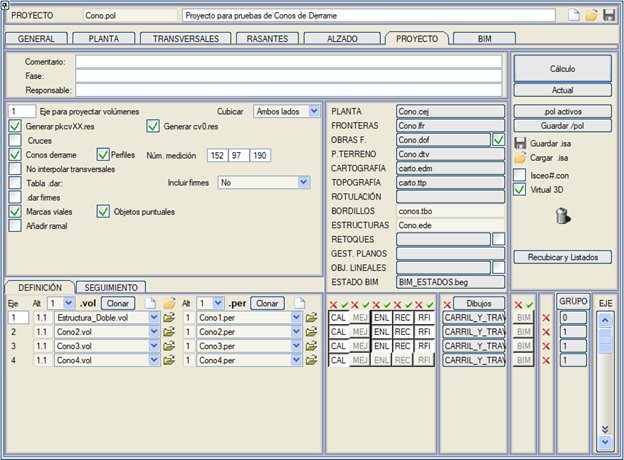 PROYECTO Cono.pol Proyecto para pruebas de Conos de Derrame
GENERAL PLANTA TRANSVERSALES RASANTES ALZADO PROYECTO BIM
Comentario:
Fase:
Responsable:
Cálculo
Actual
.pol activos
Guardar /pol
Guardar .isa
Cargar .isa
Isceo#.con
Virtual 3D
Recubicar y Listados
1 Eje para proyectar volúmenes Cubicar Ambos lados
Generar pkcvXX.res Generar cv0.res
Cruces
Conos derrame Perfiles Núm. medición 152 97 190
No interpolar transversales
Tabla .dar: Incluir firmes No
.dar firmes
Marcas viales Objetos puntuales
Añadir ramal
PLANTA Cono.cej
FRONTERAS Cono.lfr
OBRAS F. Cono.dof
P.TERRENO Cono.dtv
CARTOGRAFÍA carto.edm
TOPOGRAFÍA carto.ttp
ROTULACIÓN
BORDILLOS conos.tbo
ESTRUCTURAS Cono.ede
RETOQUES
GEST. PLANOS
OBJ. LINEALES
ESTADO BIM BIM_ESTADOS.beg
DEFINICIÓN SEGUIMIENTO
Eje Alt 1 .vol Clonar Alt 1 .per Clonar Dibujos GRUPO EJE
1 1.1 Estructura_Doble.vol 1.1 Cono1.per CAL MEJ ENL REC RFI CARRIL_Y_TRAV BIM 0
2 1.1 Cono2.vol 1.1 Cono2.per CAL MEJ ENL REC RFI CARRIL_Y_TRAV BIM 1
3 1.1 Cono3.vol 1.1 Cono3.per CAL MEJ ENL REC RFI CARRIL_Y_TRAV BIM 1
4 1.1 Cono4.vol 1.1 Cono4.per CAL MEJ ENL REC RFI CARRIL_Y_TRAV BIM 1